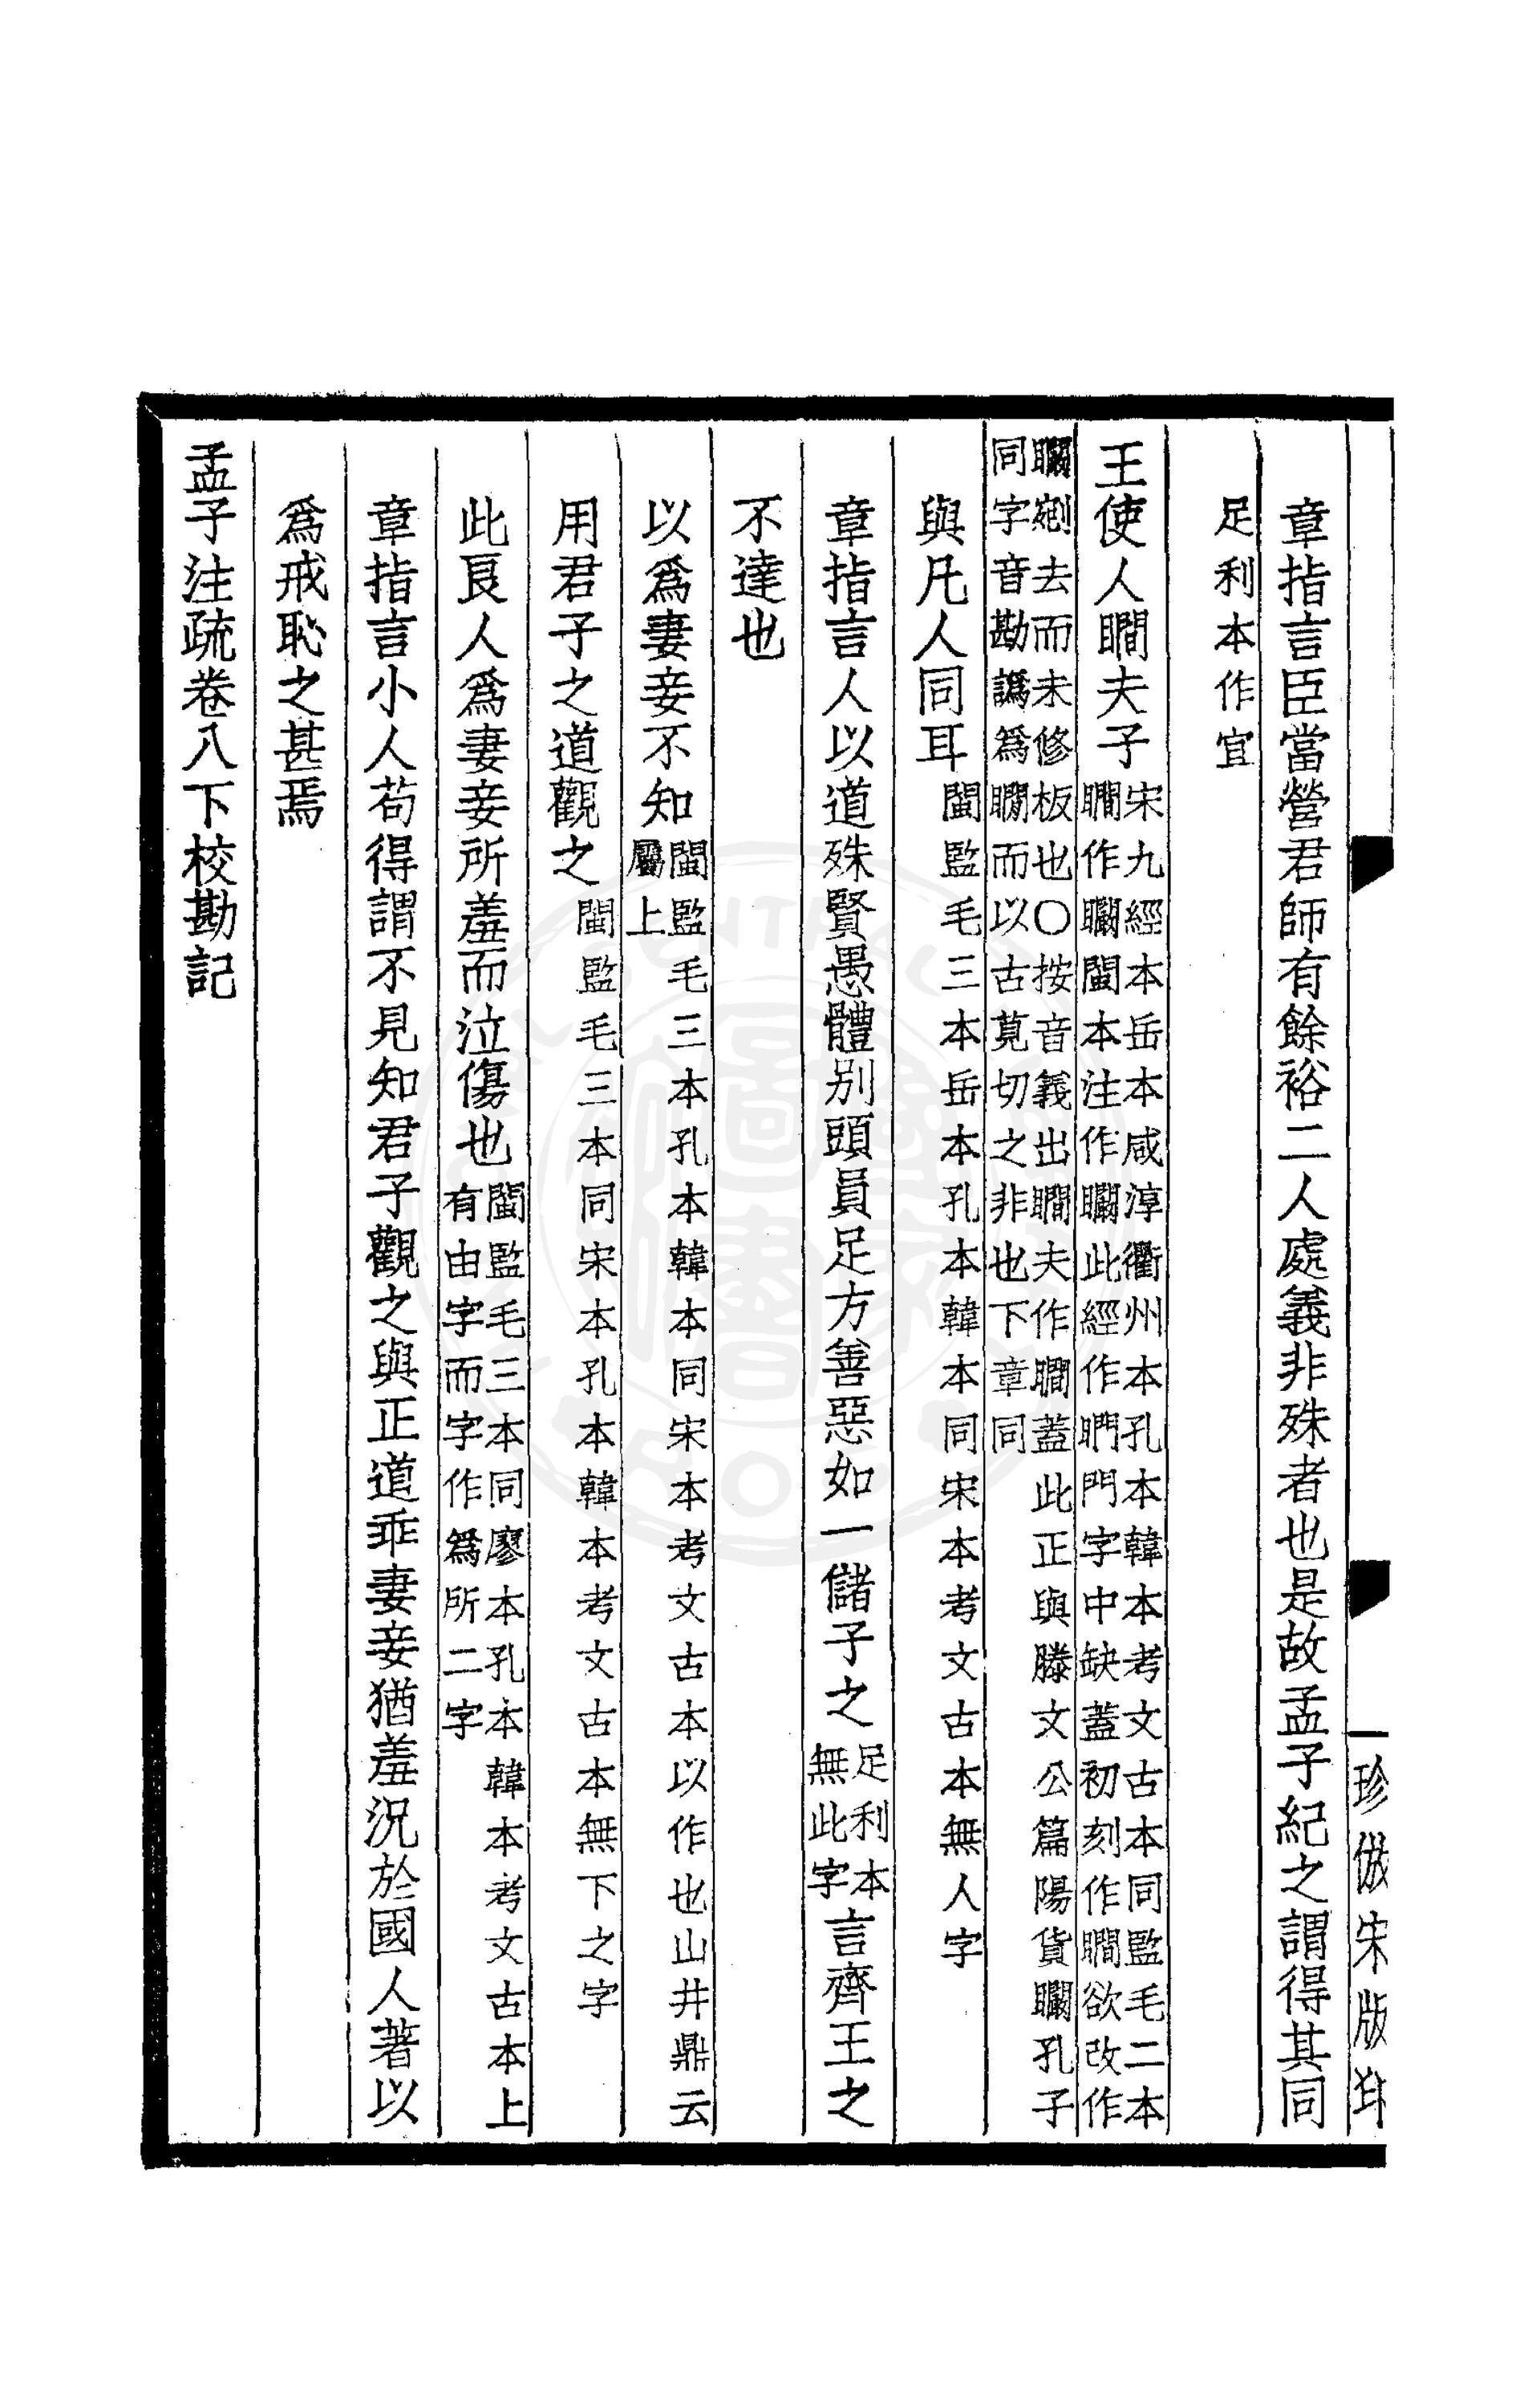 章指言臣當營君師有餘裕二人處義非殊者也是故孟子紀之謂得其同
足利本作宜
王使人瞷夫子宋九經本岳本咸淳衢州本孔本韓本考文古本同監毛二本
瞷作矙閩本注作矙此經作䦎門字中缺蓋初刻作瞷欲改作
矙剜去而未修板也○按音義出瞷夫作瞷蓋此正與滕文公篇陽貨矙孔子
同字音勘譌爲瞯而以古莧切之非也下章同
與凡人同耳閩監毛三本岳本孔本韓本同宋本考文古本無人字
章指言人以道殊賢愚體别頭員足方善惡如一儲子之足利本無此字言齊王之
不達也
以爲妻妾不知閩監毛三本孔本韓本同宋本考文古本以作也山井鼎云
屬上
用君子之道觀之閩監毛三本同宋本孔本韓本考文古本無下之字
此良人爲妻妾所羞而泣傷也閩監毛三本同廖本孔本韓本考文古本上
有由字而字作爲所二字
章指言小人苟得謂不見知君子觀之與正道乖妻妾猶羞況於國人著以
爲戒恥之甚焉
孟子注疏卷八下校勘記
珍倣宋版印